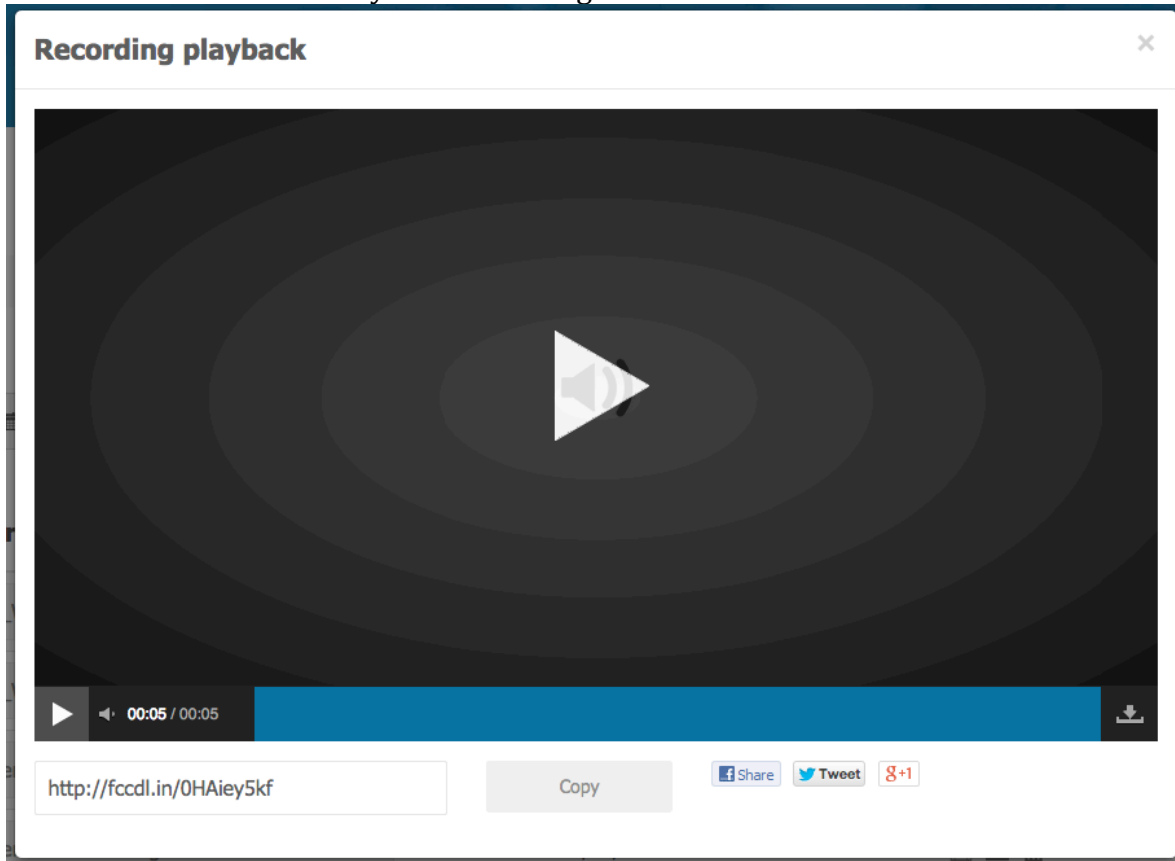 Recording playback
×
00:05 / 00:05
http://fccdl.in/0HAiey5kf
Copy
f Share
Tweet
g+1